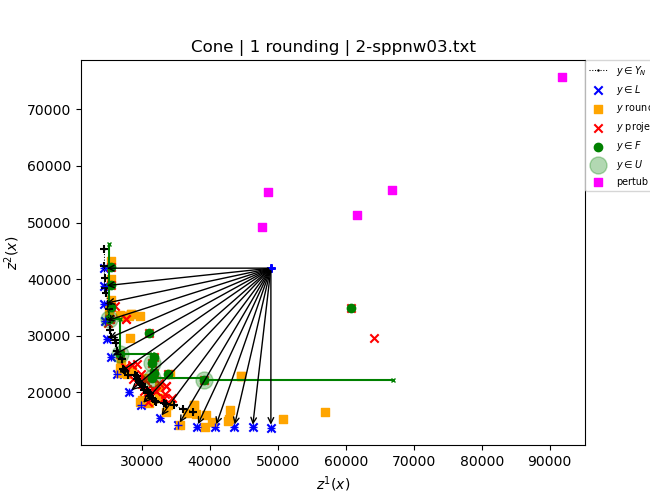 Cone | 1 rounding | 2-sppnw03.txt
z²(x)
70000
60000
50000
40000
30000
20000
30000 40000 50000 60000 70000 80000 90000
z¹(x)
y ∈ Y_N
y ∈ L
y roun
y proje
y ∈ F
y ∈ U
pertub